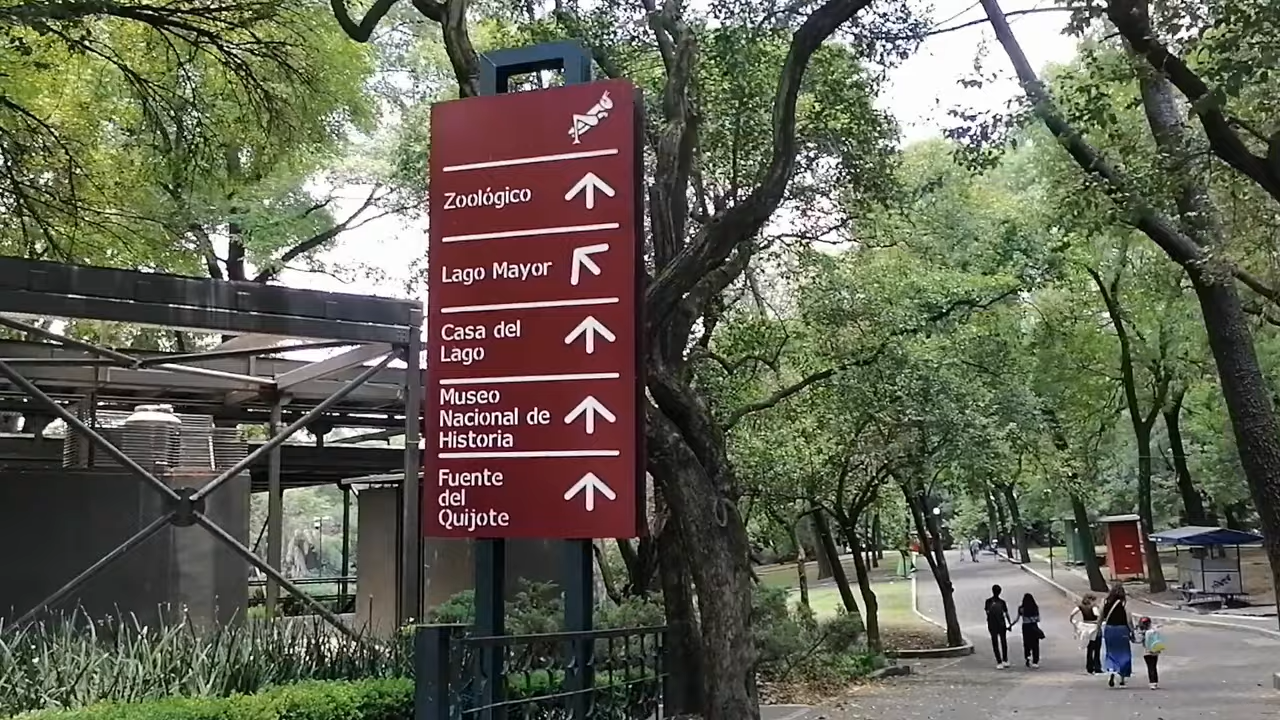 Zoológico
Lago Mayor
Casa del
Lago
Museo
Nacional de
Historia
Fuente
del
Quijote